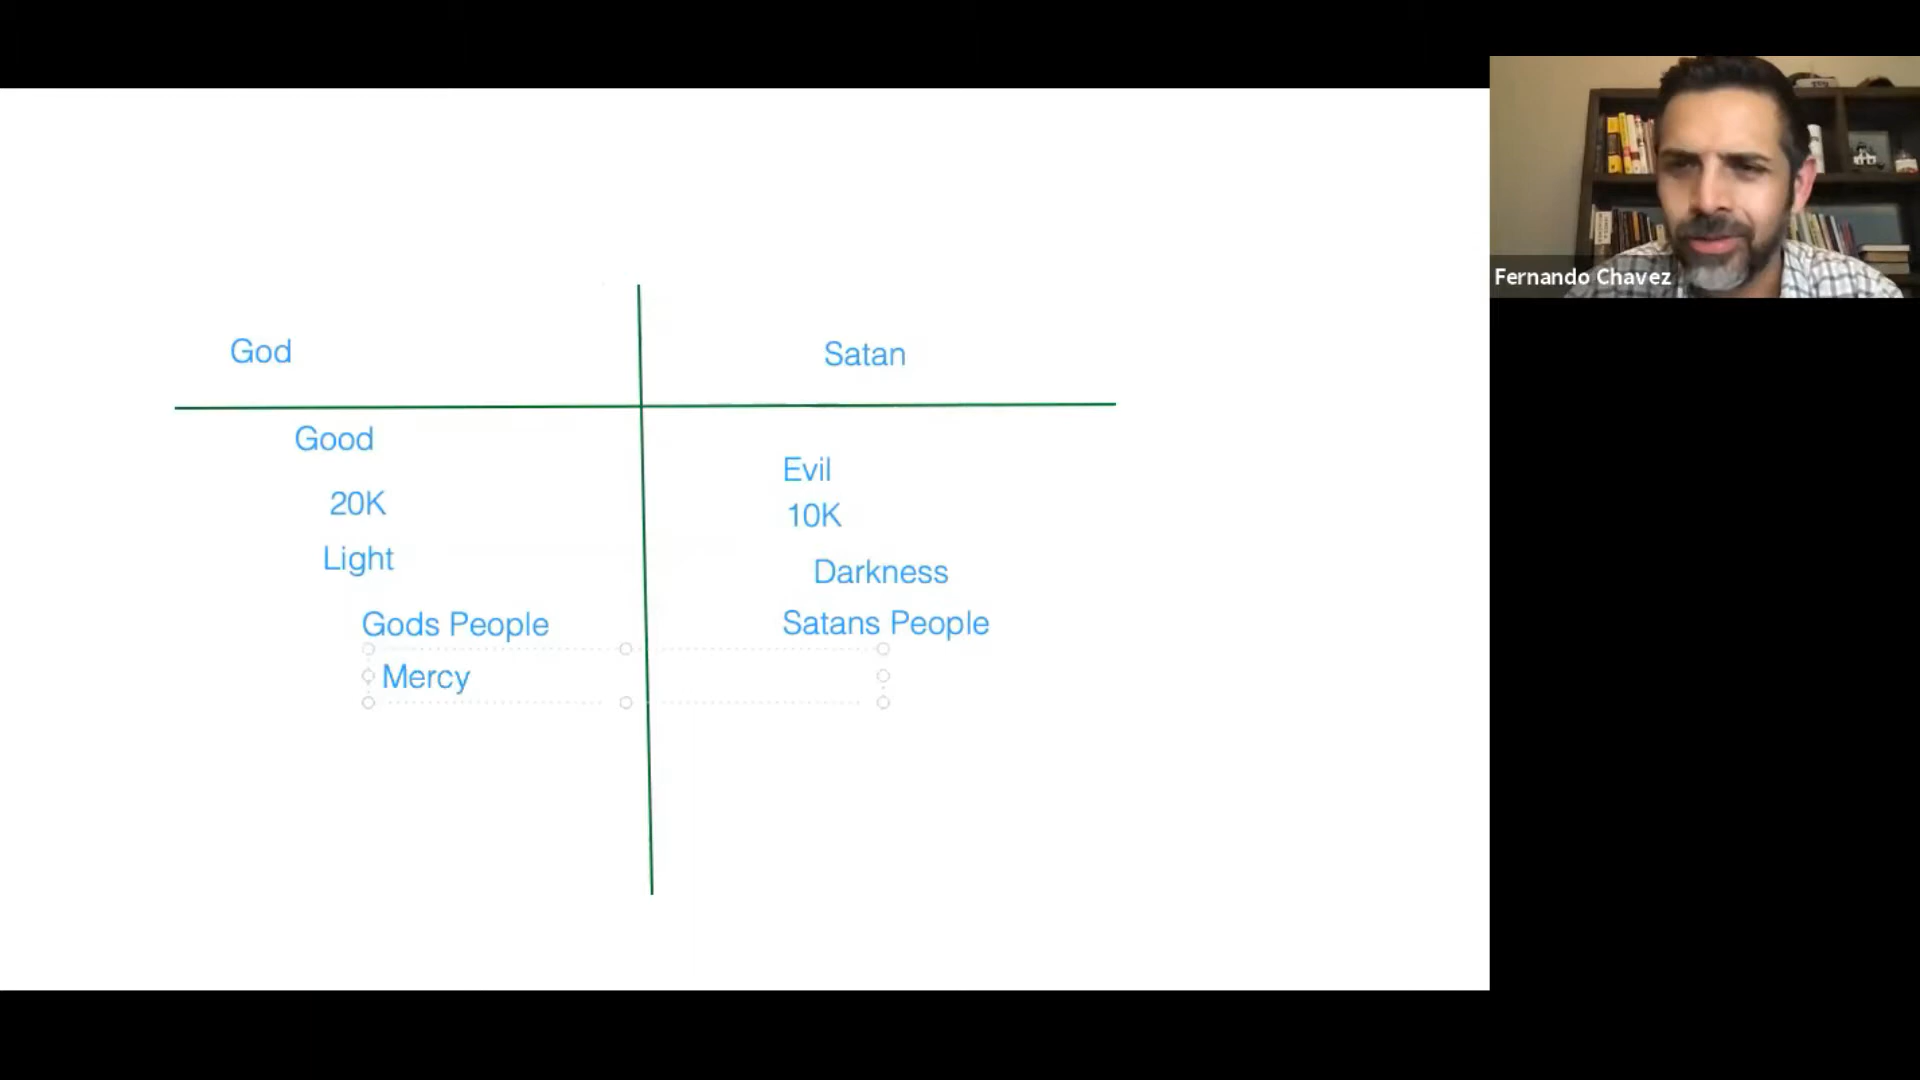 God
Satan
Good
Evil
20K
10K
Light
Darkness
Gods People
Satans People
Mercy
Fernando Chavez